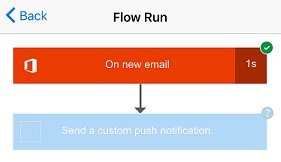 Back
Flow Run
On new email
1s
Send a custom push notification.
?